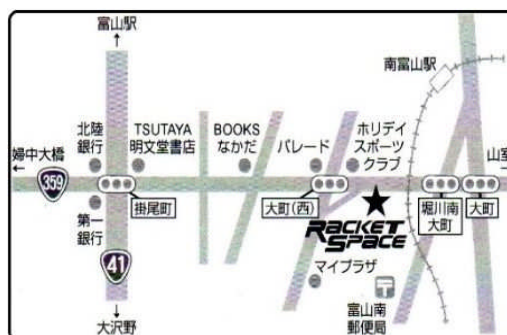 富山駅
南富山駅
北陸
銀行
TSUTAYA
明文堂書店
BOOKS
なかだ
パレード
ホリデイ
スポーツ
クラブ
婦中大橋
山室
359
掛尾町
大町(西)
堀川南
大町
大町
第一
銀行
RACKET
SPACE
41
マイプラザ
富山南
郵便局
大沢野